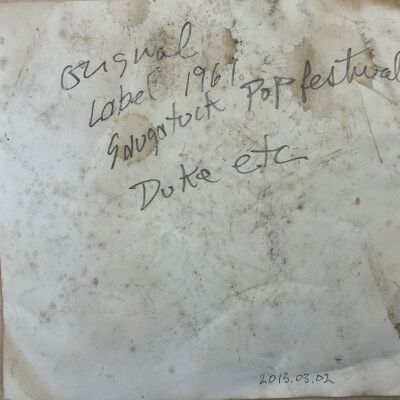 Original
Label 1961
Saugatuck Pop festival
Duke etc
2013.03.02